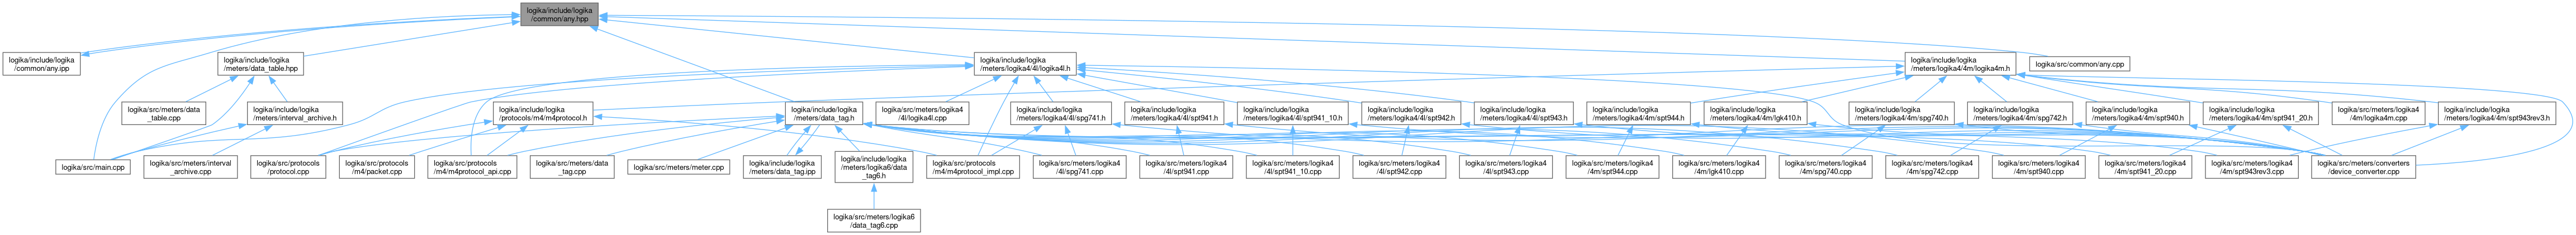 logika/include/logika
/common/any.hpp
logika/include/logika
/common/any.ipp
logika/include/logika
/meters/data_table.hpp
logika/include/logika
/meters/logika4/4l/logika4l.h
logika/include/logika
/meters/logika4/4m/logika4m.h
logika/src/common/any.cpp
logika/src/meters/data
_table.cpp
logika/include/logika
/meters/interval_archive.h
logika/include/logika
/protocols/m4/m4protocol.h
logika/include/logika
/meters/data_tag.h
logika/src/meters/logika4
/4l/logika4l.cpp
logika/include/logika
/meters/logika4/4l/spg741.h
logika/include/logika
/meters/logika4/4l/spt941.h
logika/include/logika
/meters/logika4/4l/spt941_10.h
logika/include/logika
/meters/logika4/4l/spt942.h
logika/include/logika
/meters/logika4/4l/spt943.h
logika/include/logika
/meters/logika4/4m/spt944.h
logika/include/logika
/meters/logika4/4m/lgk410.h
logika/include/logika
/meters/logika4/4m/spg740.h
logika/include/logika
/meters/logika4/4m/spg742.h
logika/include/logika
/meters/logika4/4m/spt940.h
logika/include/logika
/meters/logika4/4m/spt941_20.h
logika/src/meters/logika4
/4m/logika4m.cpp
logika/include/logika
/meters/logika4/4m/spt943rev3.h
logika/src/main.cpp
logika/src/meters/interval
_archive.cpp
logika/src/protocols
/protocol.cpp
logika/src/protocols
/m4/packet.cpp
logika/src/protocols
/m4/m4protocol_api.cpp
logika/src/meters/data
_tag.cpp
logika/src/meters/meter.cpp
logika/include/logika
/meters/data_tag.ipp
logika/include/logika
/meters/logika6/data
_tag6.h
logika/src/protocols
/m4/m4protocol_impl.cpp
logika/src/meters/logika4
/4l/spg741.cpp
logika/src/meters/logika4
/4l/spt941.cpp
logika/src/meters/logika4
/4l/spt941_10.cpp
logika/src/meters/logika4
/4l/spt942.cpp
logika/src/meters/logika4
/4l/spt943.cpp
logika/src/meters/logika4
/4m/spt944.cpp
logika/src/meters/logika4
/4m/lgk410.cpp
logika/src/meters/logika4
/4m/spg740.cpp
logika/src/meters/logika4
/4m/spg742.cpp
logika/src/meters/logika4
/4m/spt940.cpp
logika/src/meters/logika4
/4m/spt941_20.cpp
logika/src/meters/logika4
/4m/spt943rev3.cpp
logika/src/meters/converters
/device_converter.cpp
logika/src/meters/logika6
/data_tag6.cpp